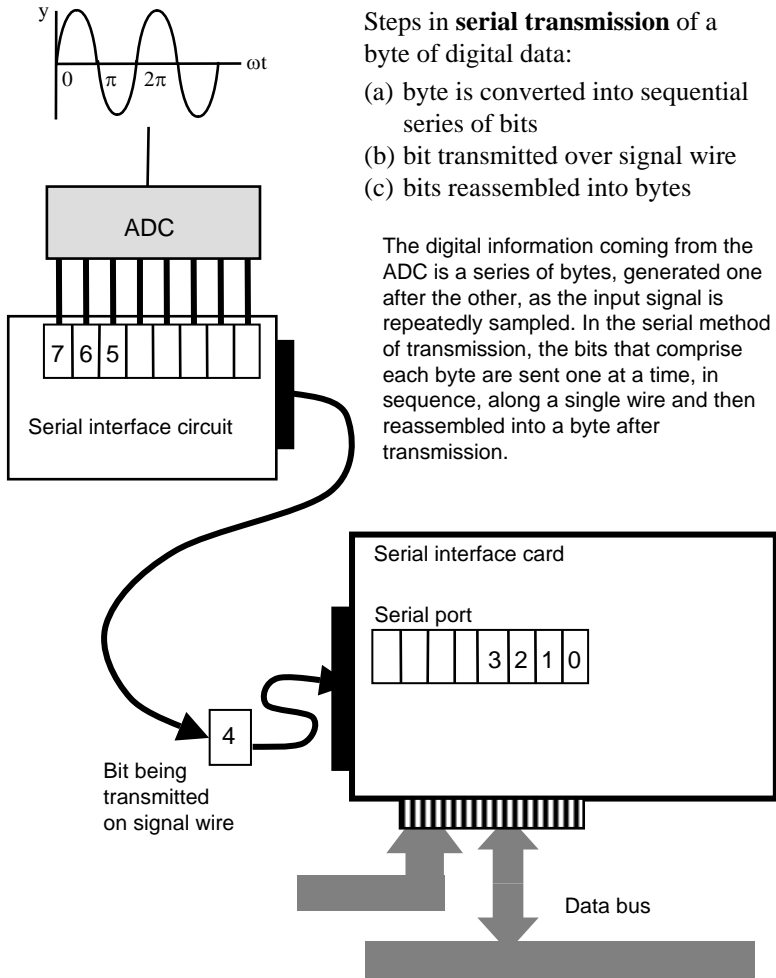 y
0 π 2π ωt
Steps in serial transmission of a
byte of digital data:
(a) byte is converted into sequential
series of bits
(b) bit transmitted over signal wire
(c) bits reassembled into bytes
ADC
The digital information coming from the
ADC is a series of bytes, generated one
after the other, as the input signal is
repeatedly sampled. In the serial method
of transmission, the bits that comprise
each byte are sent one at a time, in
sequence, along a single wire and then
reassembled into a byte after
transmission.
7 6 5
Serial interface circuit
Serial interface card
Serial port
3 2 1 0
4
Bit being
transmitted
on signal wire
Data bus